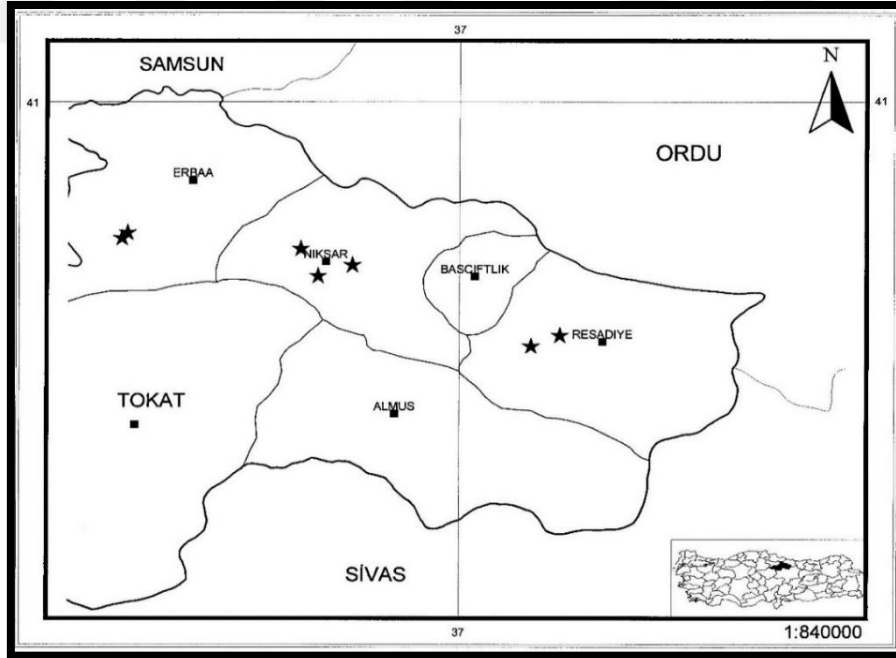 37
SAMSUN
N
41
41
ORDU
ERBAA
NIKSAR
BASCIFTLIK
RESADIYE
TOKAT
ALMUS
SİVAS
37
1:840000